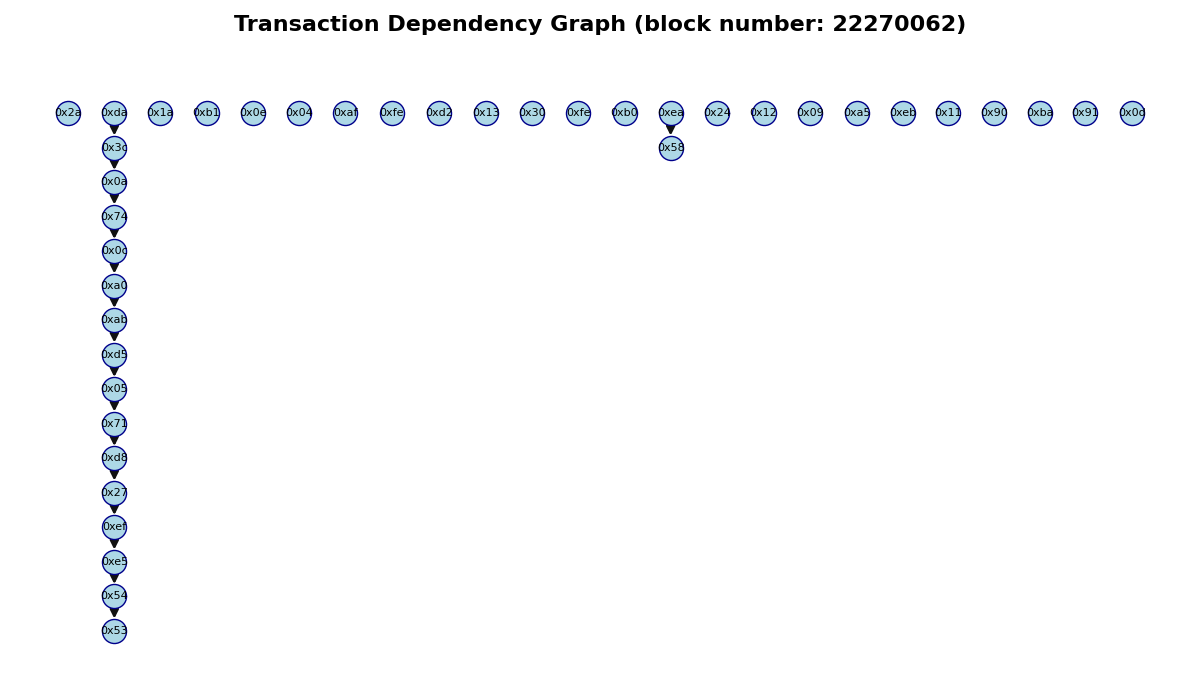 Transaction Dependency Graph (block number: 22270062)
0x2a 0xda 0x1a 0xb1 0x0e 0x04 0xaf 0xfe 0xd2 0x13 0x30 0xfe 0xb0 0xea 0x24 0x12 0x09 0xa5 0xeb 0x11 0x90 0xba 0x91 0x0d
0x3c 0x58
0x0a
0x74
0x0c
0xa0
0xab
0xd5
0x05
0x71
0xd8
0x27
0xef
0xe5
0x54
0x53